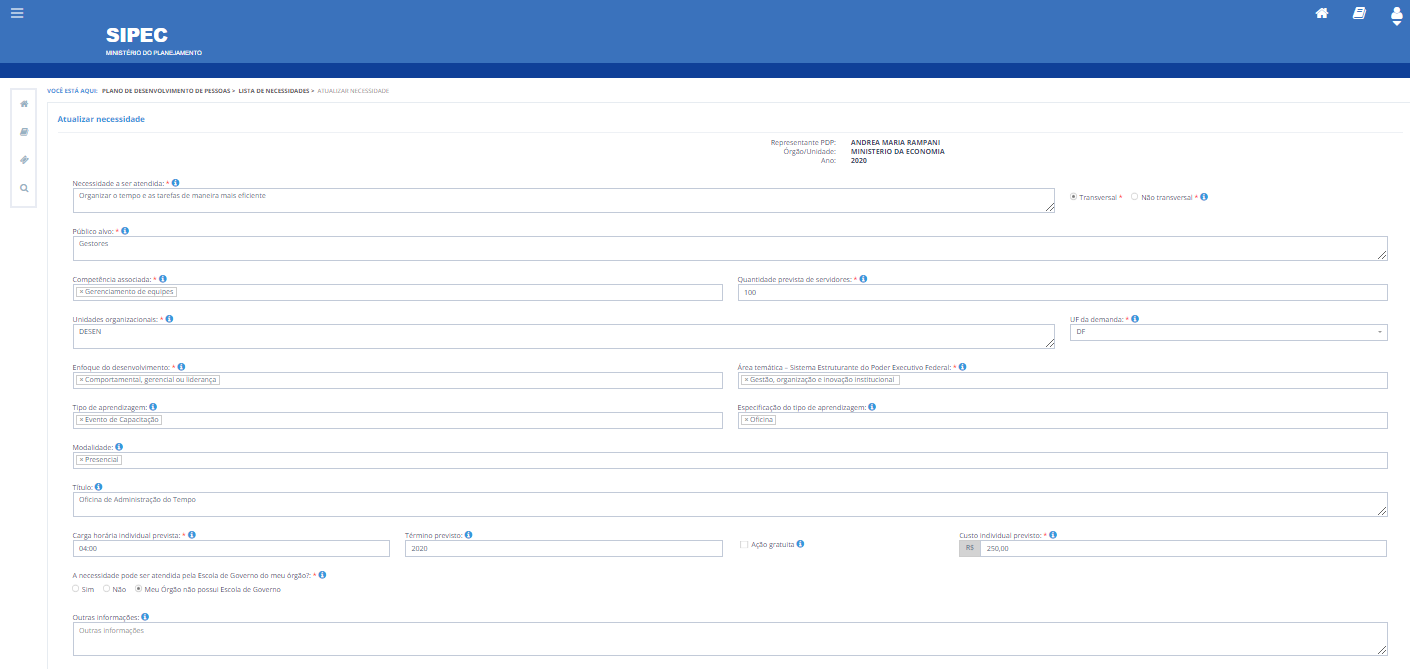 SIPEC
MINISTÉRIO DO PLANEJAMENTO
VOCÊ ESTÁ AQUI: PLANO DE DESENVOLVIMENTO DE PESSOAS > LISTA DE NECESSIDADES > ATUALIZAR NECESSIDADE
Atualizar necessidade
Representante PDP: ANDREA MARIA RAMPANI
Órgão/Unidade: MINISTERIO DA ECONOMIA
Ano: 2020
Necessidade a ser atendida: *
Organizar o tempo e as tarefas de maneira mais eficiente
Transversal * Não transversal *
Público alvo: *
Gestores
Competência associada: * Quantidade prevista de servidores: *
× Gerenciamento de equipes 100
Unidades organizacionais: * UF da demanda: *
DESEN DF
Enfoque do desenvolvimento: * Área temática – Sistema Estruturante do Poder Executivo Federal: *
× Comportamental, gerencial ou liderança × Gestão, organização e inovação institucional
Tipo de aprendizagem: Especificação do tipo de aprendizagem:
× Evento de Capacitação × Oficina
Modalidade:
× Presencial
Título:
Oficina de Administração do Tempo
Carga horária individual prevista: * Término previsto: Custo individual previsto: *
04:00 2020 Ação gratuita R$ 250,00
A necessidade pode ser atendida pela Escola de Governo do meu órgão?: *
Sim Não Meu Órgão não possui Escola de Governo
Outras informações:
Outras informações